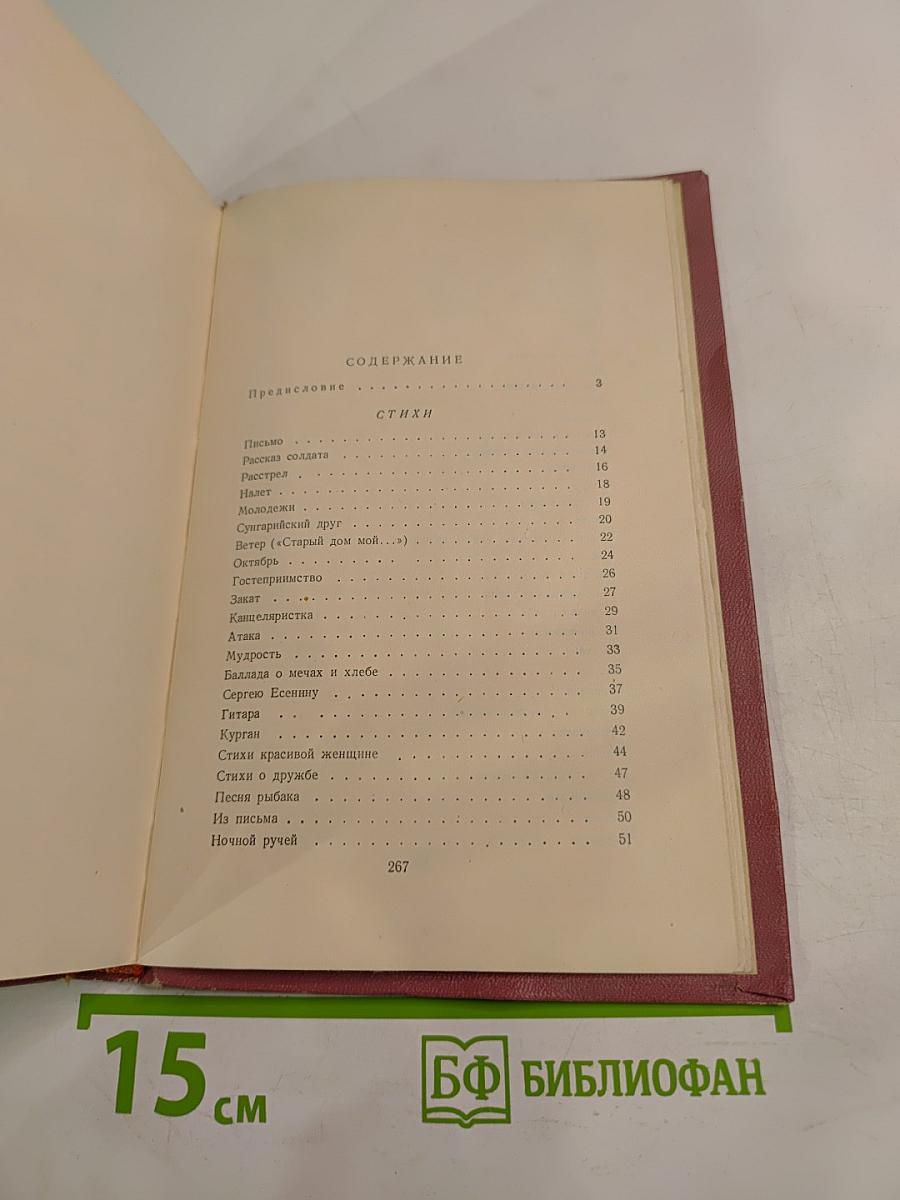 СОДЕРЖАНИЕ
Предисловие . . . . . . . . . . . . . . . . . . 3
СТИХИ
Письмо . . . . . . . . . . . . . . . . . . 13
Рассказ солдата . . . . . . . . . . . . . . . 14
Расстрел . . . . . . . . . . . . . . . . . . 16
Налет . . . . . . . . . . . . . . . . . . 18
Молодежи . . . . . . . . . . . . . . . . . . 19
Сунгарийский друг . . . . . . . . . . . . . . . 20
Ветер («Старый дом мой...») . . . . . . . . . . . . 22
Октябрь . . . . . . . . . . . . . . . . . . 24
Гостеприимство . . . . . . . . . . . . . . . 26
Закат . . . . . . . . . . . . . . . . . . 27
Канцеляристка . . . . . . . . . . . . . . . 29
Атака . . . . . . . . . . . . . . . . . . 31
Мудрость . . . . . . . . . . . . . . . . . . 33
Баллада о мечах и хлебе . . . . . . . . . . . . 35
Сергею Есенину . . . . . . . . . . . . . . . 37
Гитара . . . . . . . . . . . . . . . . . . 39
Курган . . . . . . . . . . . . . . . . . . 42
Стихи красивой женщине . . . . . . . . . . . . 44
Стихи о дружбе . . . . . . . . . . . . . . . 47
Песня рыбака . . . . . . . . . . . . . . . 48
Из письма . . . . . . . . . . . . . . . . . . 50
Ночной ручей . . . . . . . . . . . . . . . 51
267
15 см
БФ БИБЛИОФАН